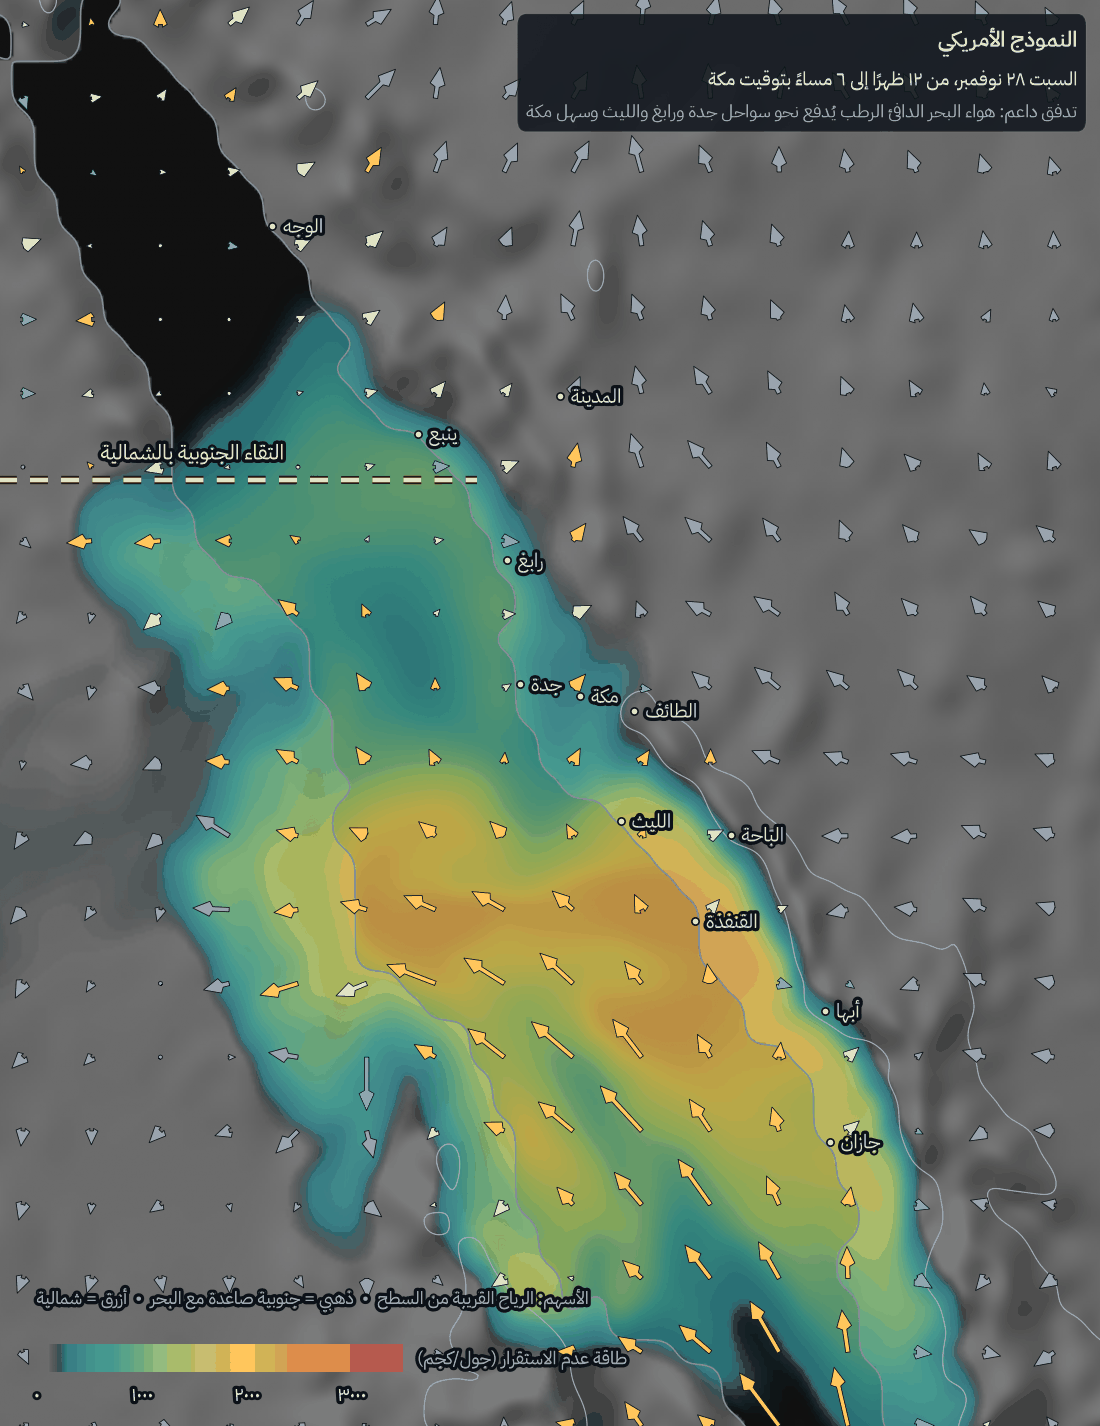 النموذج الأمريكي
السبت ٢٨ نوفمبر، من ١٢ ظهرًا إلى ٦ مساءً بتوقيت مكة
تدفق داعم: هواء البحر الدافئ الرطب يُدفع نحو سواحل جدة ورابغ والليث وسهل مكة
الوجه
المدينة
ينبع
التقاء الجنوبية بالشمالية
رابغ
جدة
مكة
الطائف
الليث
الباحة
القنفذة
أبها
جازان
الأسهم: الرياح القريبة من السطح • ذهبي = جنوبية صاعدة مع البحر • أزرق = شمالية
طاقة عدم الاستقرار (جول/كجم)
٠ ١٠٠٠ ٢٠٠٠ ٣٠٠٠